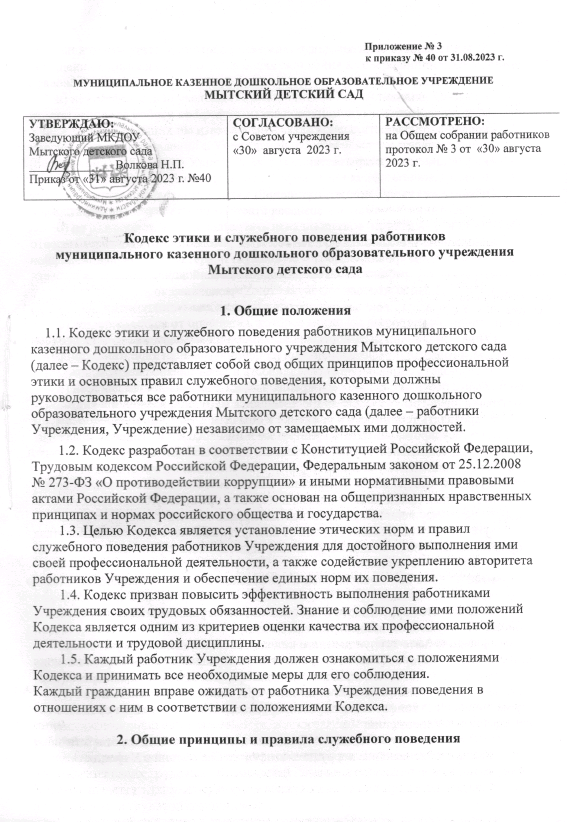 Приложение № 3
к приказу № 40 от 31.08.2023 г.
МУНИЦИПАЛЬНОЕ КАЗЕННОЕ ДОШКОЛЬНОЕ ОБРАЗОВАТЕЛЬНОЕ УЧРЕЖДЕНИЕ
МЫТСКИЙ ДЕТСКИЙ САД
УТВЕРЖДАЮ:
Заведующий МКДОУ
Мытского детского сада
Волкова Н.П.
Приказ от «31» августа 2023 г. №40
СОГЛАСОВАНО:
с Советом учреждения
«30» августа 2023 г.
РАССМОТРЕНО:
на Общем собрании работников
протокол № 3 от «30» августа
2023 г.
Кодекс этики и служебного поведения работников
муниципального казенного дошкольного образовательного учреждения
Мытского детского сада
1. Общие положения
1.1. Кодекс этики и служебного поведения работников муниципального
казенного дошкольного образовательного учреждения Мытского детского сада
(далее – Кодекс) представляет собой свод общих принципов профессиональной
этики и основных правил служебного поведения, которыми должны
руководствоваться все работники муниципального казенного дошкольного
образовательного учреждения Мытского детского сада (далее – работники
Учреждения, Учреждение) независимо от замещаемых ими должностей.
1.2. Кодекс разработан в соответствии с Конституцией Российской Федерации,
Трудовым кодексом Российской Федерации, Федеральным законом от 25.12.2008
№ 273-ФЗ «О противодействии коррупции» и иными нормативными правовыми
актами Российской Федерации, а также основан на общепризнанных нравственных
принципах и нормах российского общества и государства.
1.3. Целью Кодекса является установление этических норм и правил
служебного поведения работников Учреждения для достойного выполнения ими
своей профессиональной деятельности, а также содействие укреплению авторитета
работников Учреждения и обеспечение единых норм их поведения.
1.4. Кодекс призван повысить эффективность выполнения работниками
Учреждения своих трудовых обязанностей. Знание и соблюдение ими положений
Кодекса является одним из критериев оценки качества их профессиональной
деятельности и трудовой дисциплины.
1.5. Каждый работник Учреждения должен ознакомиться с положениями
Кодекса и принимать все необходимые меры для его соблюдения.
Каждый гражданин вправе ожидать от работника Учреждения поведения в
отношениях с ним в соответствии с положениями Кодекса.
2. Общие принципы и правила служебного поведения